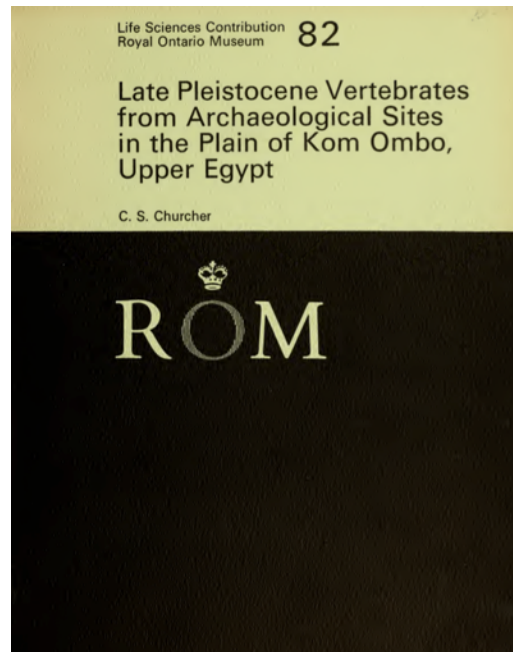 Life Sciences Contribution 82
Royal Ontario Museum
Late Pleistocene Vertebrates
from Archaeological Sites
in the Plain of Kom Ombo,
Upper Egypt
C. S. Churcher
ROM